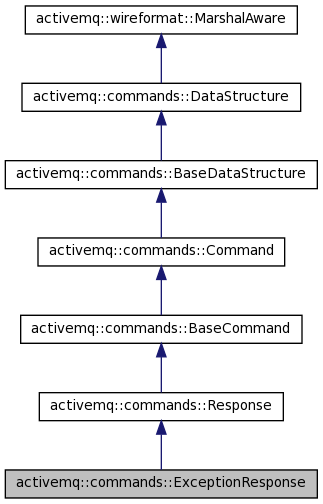 activemq::wireformat::MarshalAware
activemq::commands::DataStructure
activemq::commands::BaseDataStructure
activemq::commands::Command
activemq::commands::BaseCommand
activemq::commands::Response
activemq::commands::ExceptionResponse